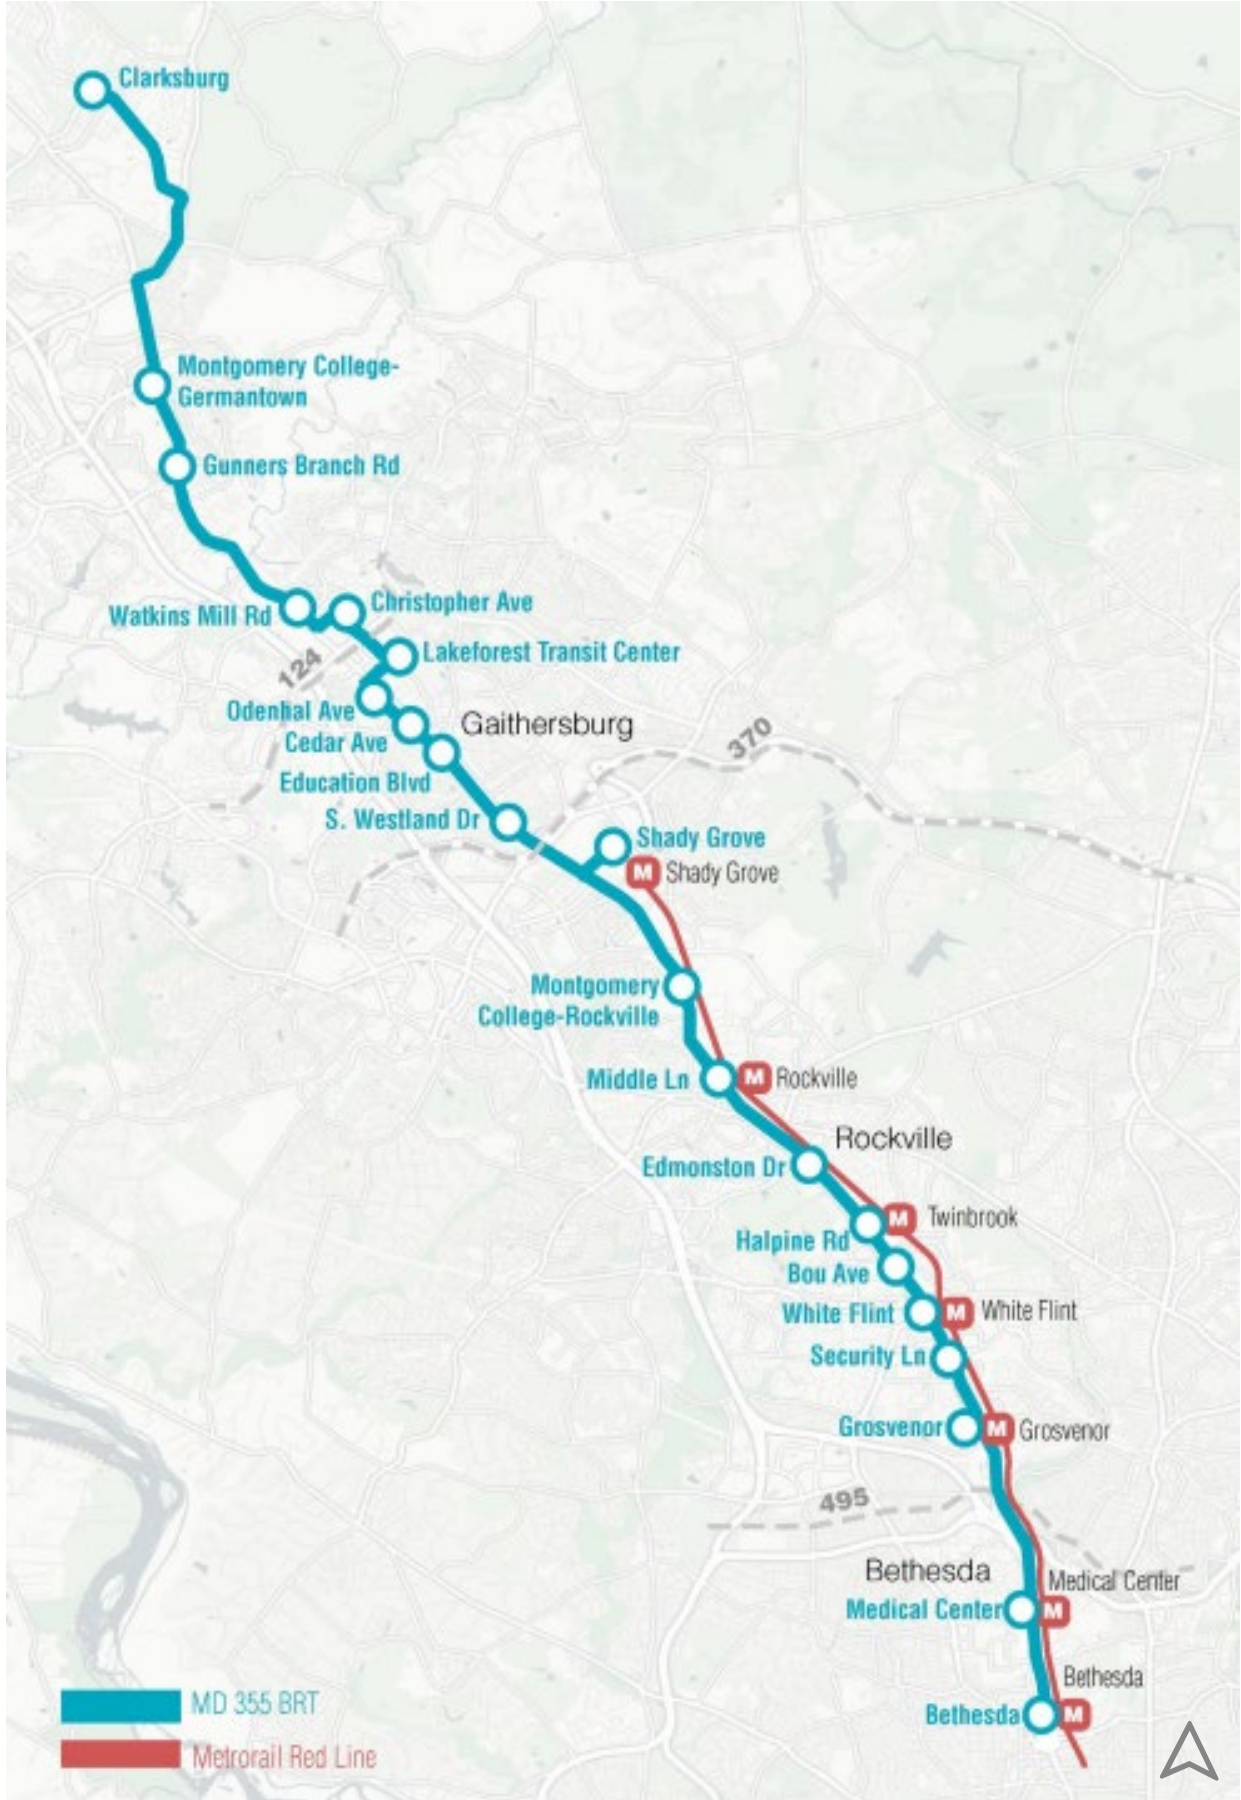 Clarksburg
Montgomery College-
Germantown
Gunners Branch Rd
Watkins Mill Rd
Christopher Ave
Lakeforest Transit Center
124
Odenhal Ave
Gaithersburg
Cedar Ave
370
Education Blvd
S. Westland Dr
Shady Grove
M Shady Grove
Montgomery
College-Rockville
Middle Ln
M Rockville
Rockville
Edmonston Dr
M Twinbrook
Halpine Rd
Bou Ave
White Flint
M White Flint
Security Ln
Grosvenor
M Grosvenor
495
Bethesda
Medical Center
Medical Center
M
Bethesda
Bethesda
M
MD 355 BRT
Metrorail Red Line